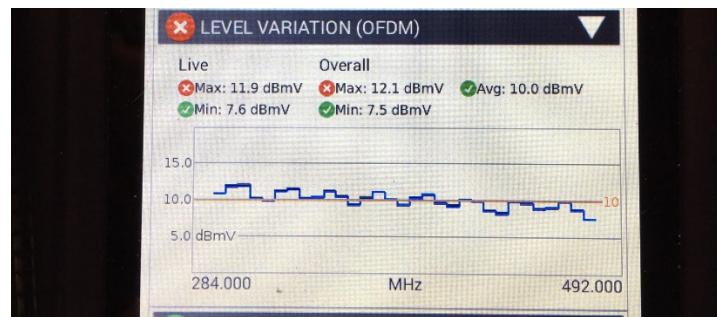 LEVEL VARIATION (OFDM)
Live Overall
Max: 11.9 dBmV Max: 12.1 dBmV Avg: 10.0 dBmV
Min: 7.6 dBmV Min: 7.5 dBmV
15.0
10.0 10
5.0 dBmV
284.000 MHz 492.000